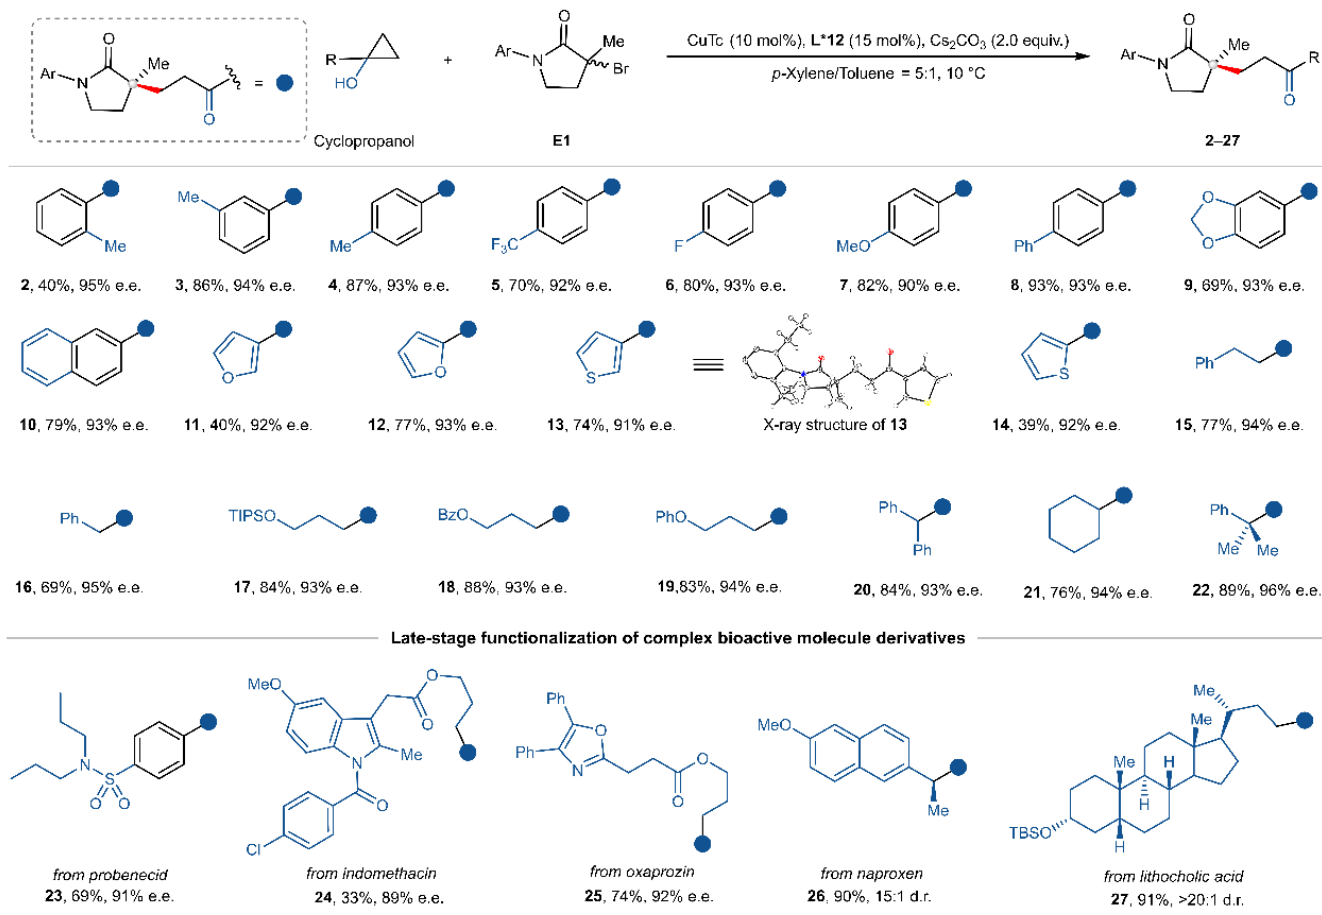 O
Ar
N
Me
O
=
R
HO
Cyclopropanol
+
O
Ar
N
Me
Br
E1
CuTc (10 mol%), L*12 (15 mol%), Cs₂CO₃ (2.0 equiv.)
p-Xylene/Toluene = 5:1, 10 °C
O
Ar
N
Me
R
O
2–27
Me
Me
Me
F₃C
F
MeO
Ph
O
O
2, 40%, 95% e.e.
3, 86%, 94% e.e.
4, 87%, 93% e.e.
5, 70%, 92% e.e.
6, 80%, 93% e.e.
7, 82%, 90% e.e.
8, 93%, 93% e.e.
9, 69%, 93% e.e.
O
O
S
S
Ph
10, 79%, 93% e.e.
11, 40%, 92% e.e.
12, 77%, 93% e.e.
13, 74%, 91% e.e.
X-ray structure of 13
14, 39%, 92% e.e.
15, 77%, 94% e.e.
Ph
TIPSO
BzO
PhO
Ph
Ph
Ph
Me
Me
16, 69%, 95% e.e.
17, 84%, 93% e.e.
18, 88%, 93% e.e.
19,83%, 94% e.e.
20, 84%, 93% e.e.
21, 76%, 94% e.e.
22, 89%, 96% e.e.
Late-stage functionalization of complex bioactive molecule derivatives
N
S
O
O
MeO
O
O
Me
N
O
Cl
Ph
Ph
O
N
O
O
MeO
Me
Me
Me
Me
H
H
H
TBSO
from probenecid
23, 69%, 91% e.e.
from indomethacin
24, 33%, 89% e.e.
from oxaprozin
25, 74%, 92% e.e.
from naproxen
26, 90%, 15:1 d.r.
from lithocholic acid
27, 91%, >20:1 d.r.